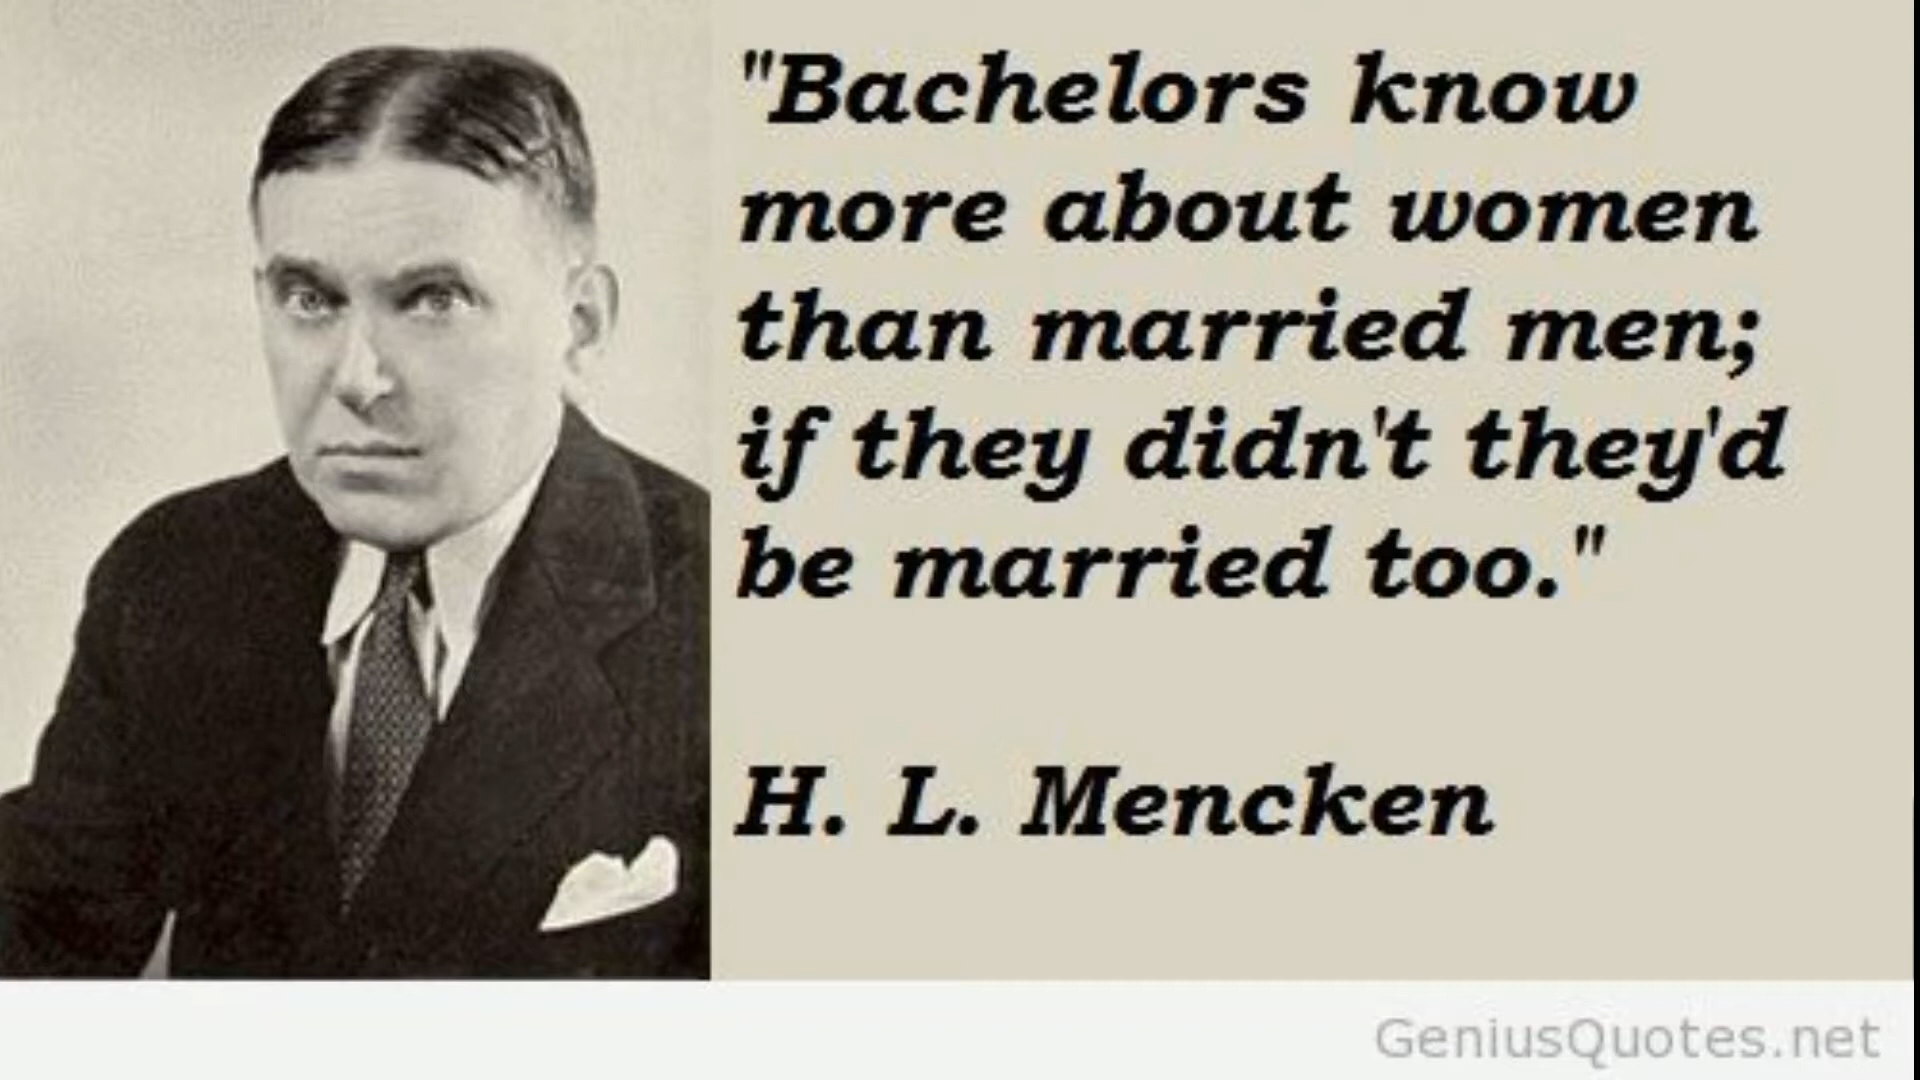 "Bachelors know
more about women
than married men;
if they didn't they'd
be married too."
H. L. Mencken
GeniusQuotes.net